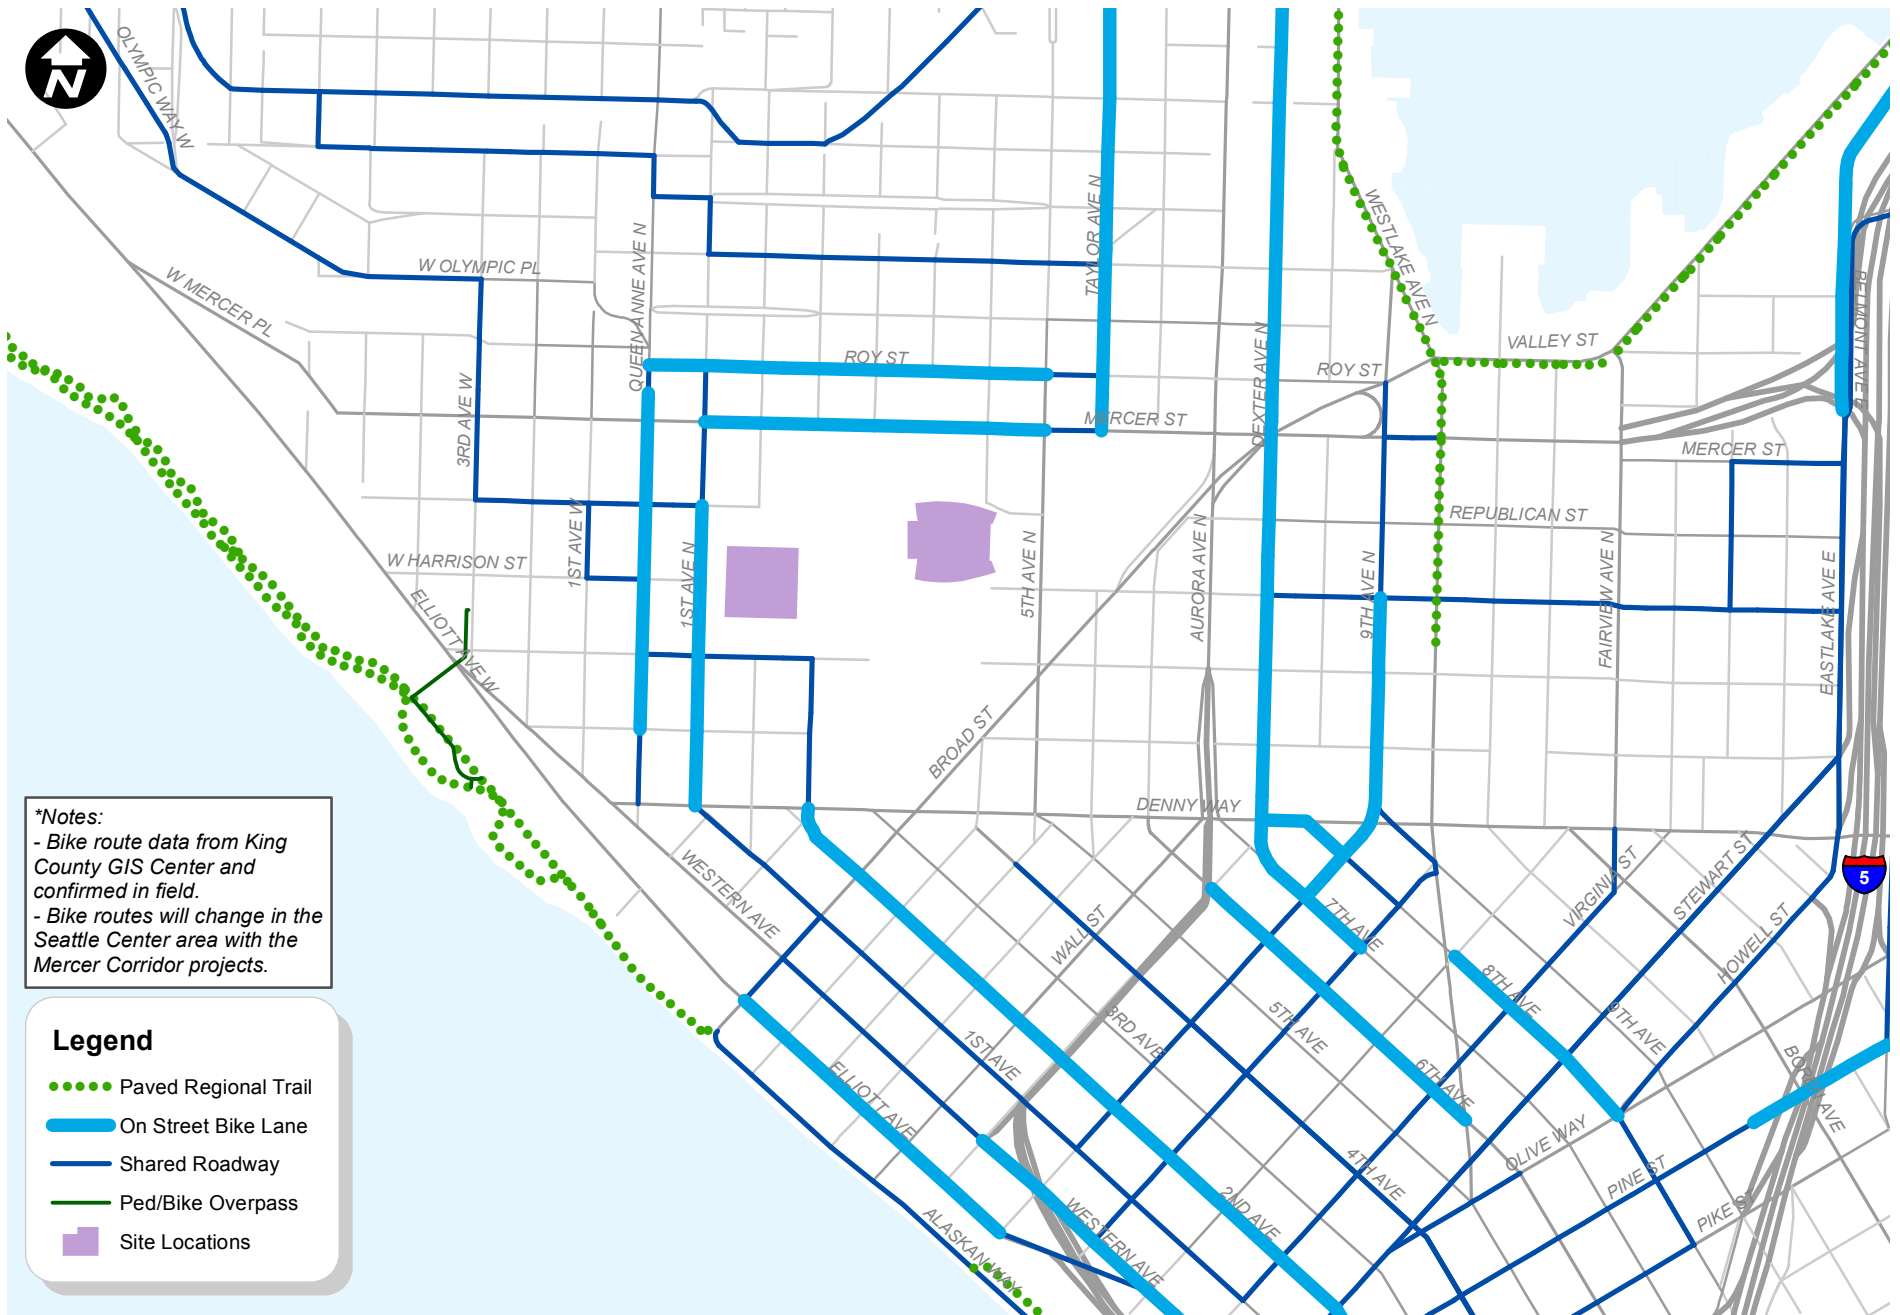 N
OLYMPIC WAY W
W OLYMPIC PL
W MERCER PL
QUEEN ANNE AVE N
TAYLOR AVE N
WESTLAKE AVE N
DEXTER AVE N
VALLEY ST
BELMONT AVE E
ROY ST
ROY ST
MERCER ST
MERCER ST
3RD AVE W
REPUBLICAN ST
1ST AVE W
W HARRISON ST
1ST AVE N
5TH AVE N
AURORA AVE N
9TH AVE N
FAIRVIEW AVE N
EASTLAKE AVE E
ELLIOTT AVE W
BROAD ST
DENNY WAY
WESTERN AVE
WALL ST
7TH AVE
VIRGINIA ST
STEWART ST
HOWELL ST
5
8TH AVE
9TH AVE
3RD AVE
5TH AVE
6TH AVE
1ST AVE
BOREN AVE
ELLIOTT AVE
OLIVE WAY
4TH AVE
PINE ST
PIKE ST
2ND AVE
WESTERN AVE
ALASKAN WAY
*Notes:
- Bike route data from King
County GIS Center and
confirmed in field.
- Bike routes will change in the
Seattle Center area with the
Mercer Corridor projects.
Legend
Paved Regional Trail
On Street Bike Lane
Shared Roadway
Ped/Bike Overpass
Site Locations